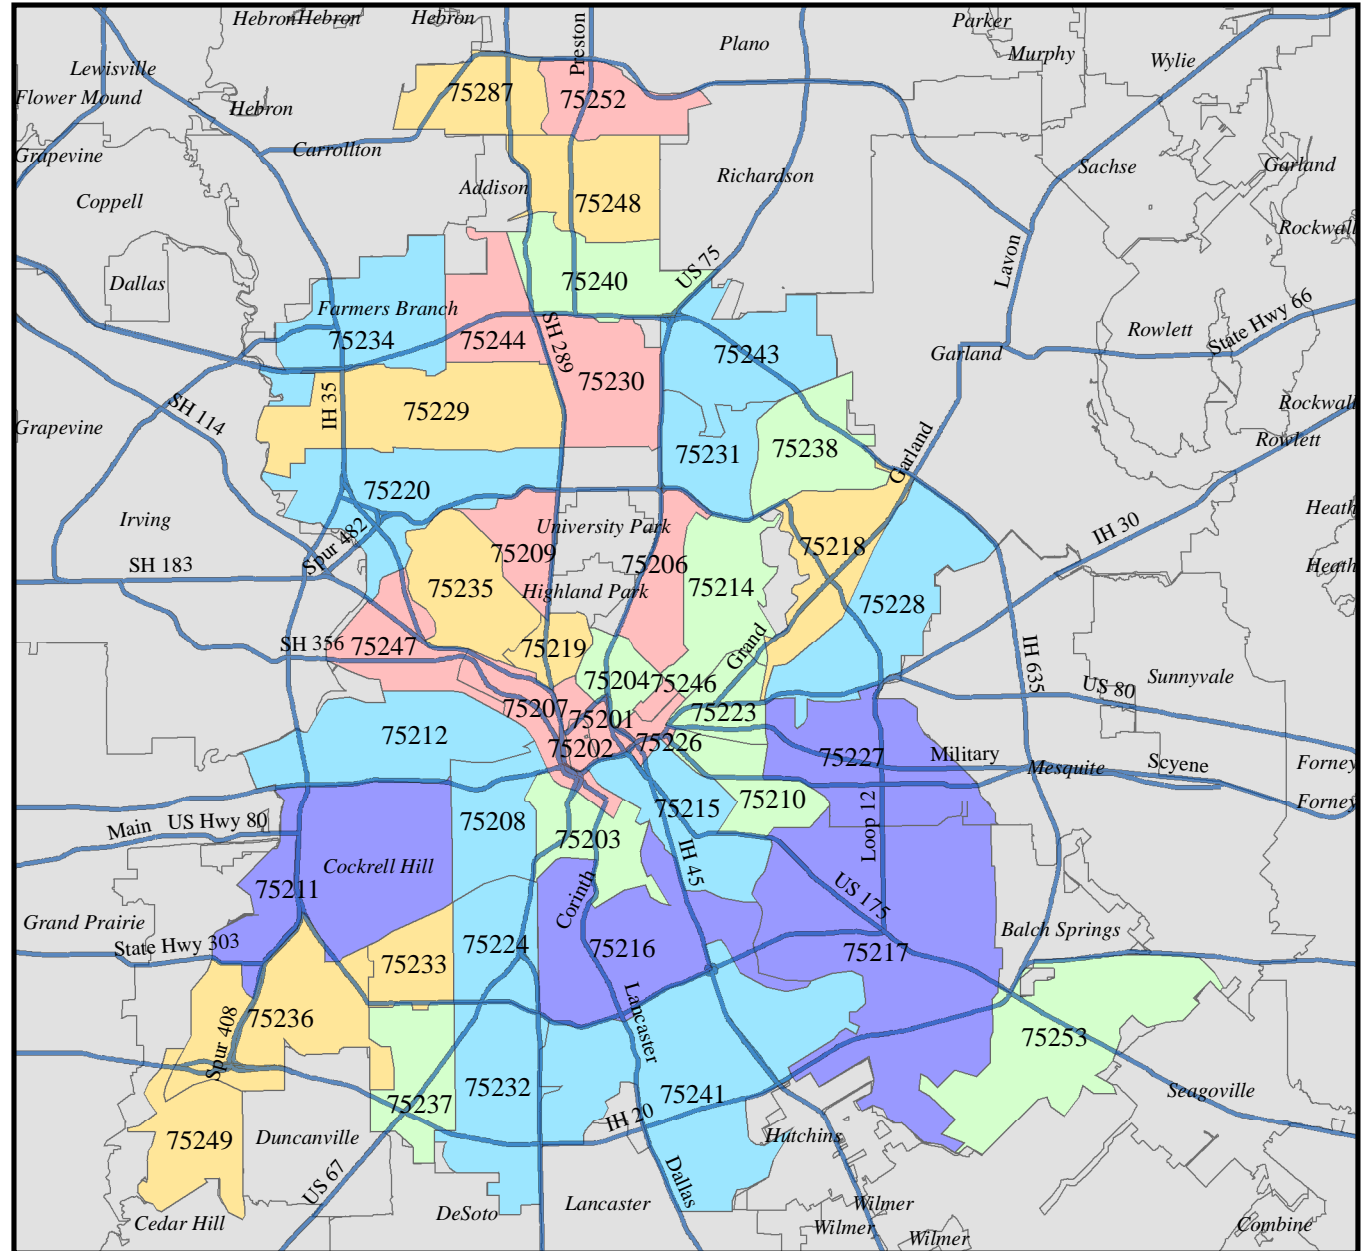 Hebron
Hebron
Hebron
Parker
Preston
Plano
Murphy
Wylie
Lewisville
Flower Mound
Hebron
75287
75252
Grapevine
Carrollton
Addison
Richardson
Sachse
Garland
Coppell
75248
Rockwall
Dallas
75240
US 75
Lavon
Farmers Branch
75234
75244
SH 289
75243
Garland
Rowlett
State Hwy 66
75230
SH 114
IH 35
75229
Rockwall
Grapevine
Rowlett
75231
75238
Garland
75220
Irving
University Park
Heath
Spur 482
75209
75206
75218
IH 30
SH 183
75235
Highland Park
75214
Heath
75228
SH 356
75247
75219
Grand
IH 635
75204
75246
Sunnyvale
US 80
75207
75201
75223
75212
75202
75226
75227
Military
Mesquite
Scyene
Forney
75215
75210
Loop 12
Forney
Main
US Hwy 80
75208
75203
Cockrell Hill
IH 45
75211
Corinth
US 175
Grand Prairie
State Hwy 303
75224
75216
75217
Balch Springs
75233
75236
Spur 408
Lancaster
75253
75232
75241
Seagoville
75237
IH 20
75249
Duncanville
Hutchins
US 67
Dallas
Cedar Hill
DeSoto
Lancaster
Wilmer
Wilmer
Wilmer
Combine